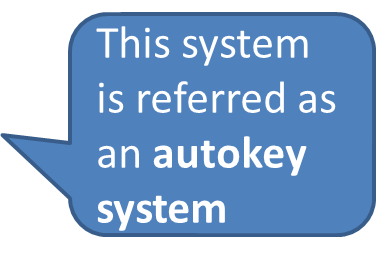 This system
is referred as
an autokey
system